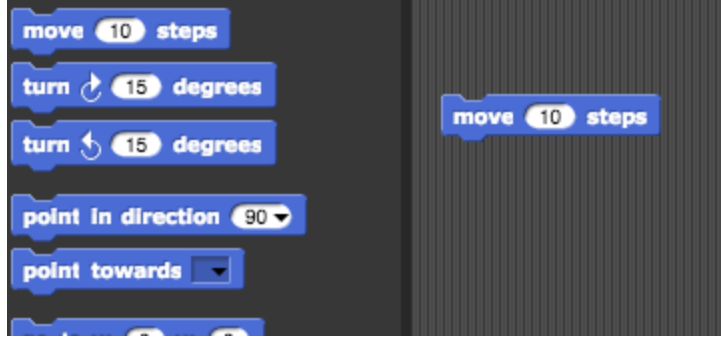 move 10 steps
turn 15 degrees
move 10 steps
turn 15 degrees
point in direction 90
point towards